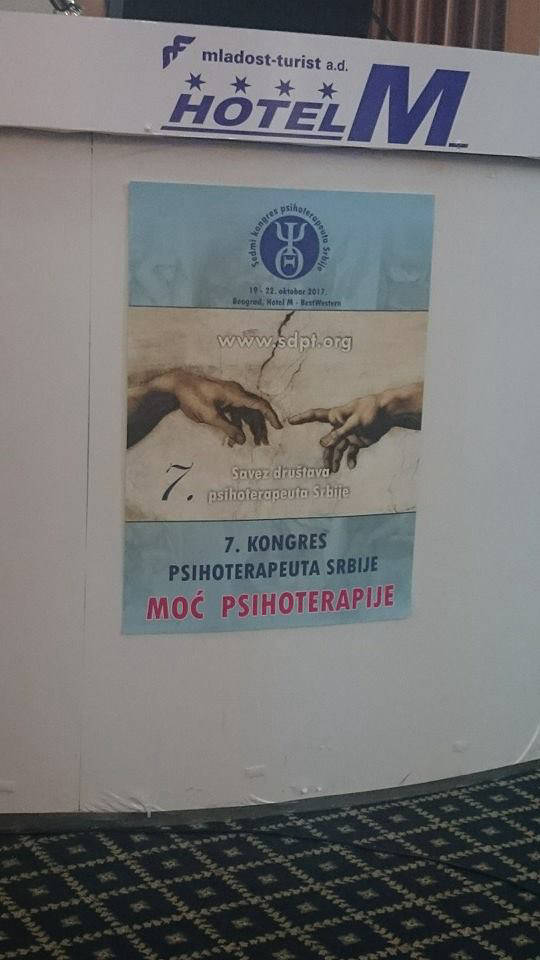 mladost-turist a.d.
HOTEL M
Sedmi kongres psihoterapeuta Srbije
19 - 22. oktobar 2017.
Beograd, Hotel M - BestWestern
www.sdpt.org
7.
Savez društava
psihoterapeuta Srbije
7. KONGRES
PSIHOTERAPEUTA SRBIJE
MOĆ PSIHOTERAPIJE